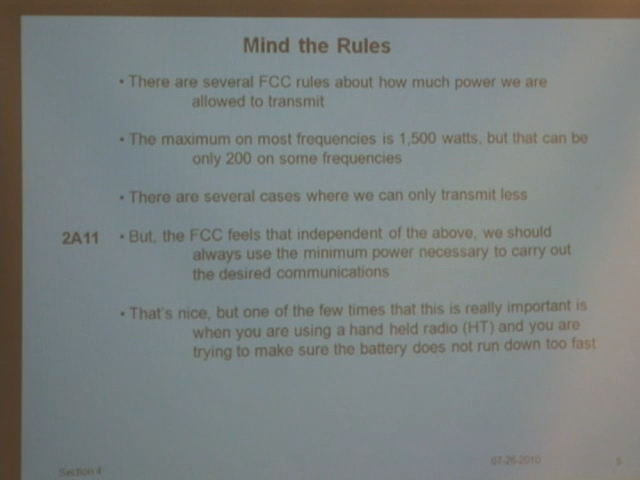 Mind the Rules
• There are several FCC rules about how much power we are
allowed to transmit
• The maximum on most frequencies is 1,500 watts, but that can be
only 200 on some frequencies
• There are several cases where we can only transmit less
2A11 • But, the FCC feels that independent of the above, we should
always use the minimum power necessary to carry out
the desired communications
• That's nice, but one of the few times that this is really important is
when you are using a hand held radio (HT) and you are
trying to make sure the battery does not run down too fast
Section 4 07-26-2010